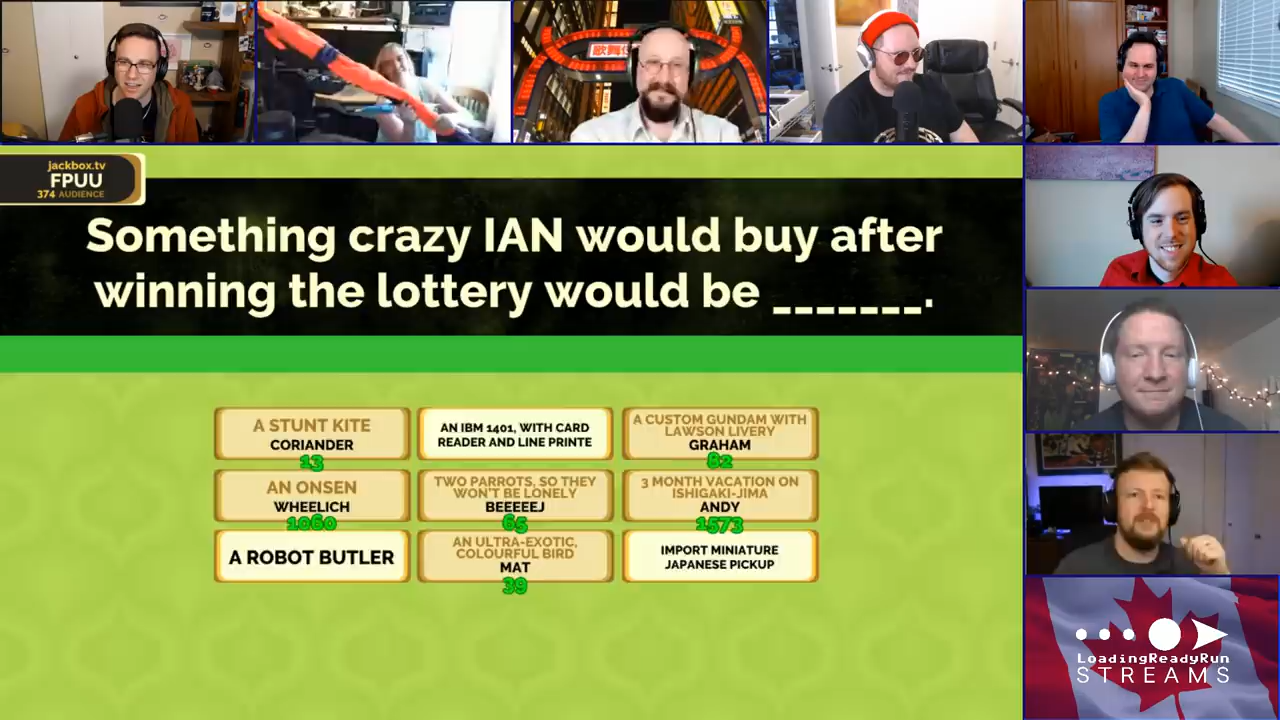 歌舞伎
jackbox.tv
FPUU
374 AUDIENCE
Something crazy IAN would buy after
winning the lottery would be _______.
A STUNT KITE
CORIANDER
13
AN IBM 1401, WITH CARD
READER AND LINE PRINTE
A CUSTOM GUNDAM WITH
LAWSON LIVERY
GRAHAM
82
AN ONSEN
WHEELICH
1060
TWO PARROTS, SO THEY
WON'T BE LONELY
BEEEEEJ
65
3 MONTH VACATION ON
ISHIGAKI-JIMA
ANDY
1573
A ROBOT BUTLER
AN ULTRA-EXOTIC,
COLOURFUL BIRD
MAT
39
IMPORT MINIATURE
JAPANESE PICKUP
LoadingReadyRun
STREAMS